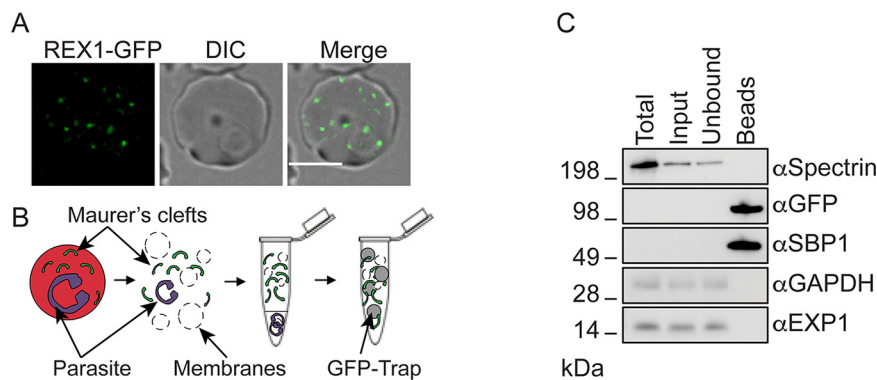 A
REX1-GFP DIC Merge
B
Maurer's clefts
Parasite Membranes GFP-Trap
C
Total Input Unbound Beads
198 αSpectrin
98 αGFP
49 αSBP1
28 αGAPDH
14 αEXP1
kDa